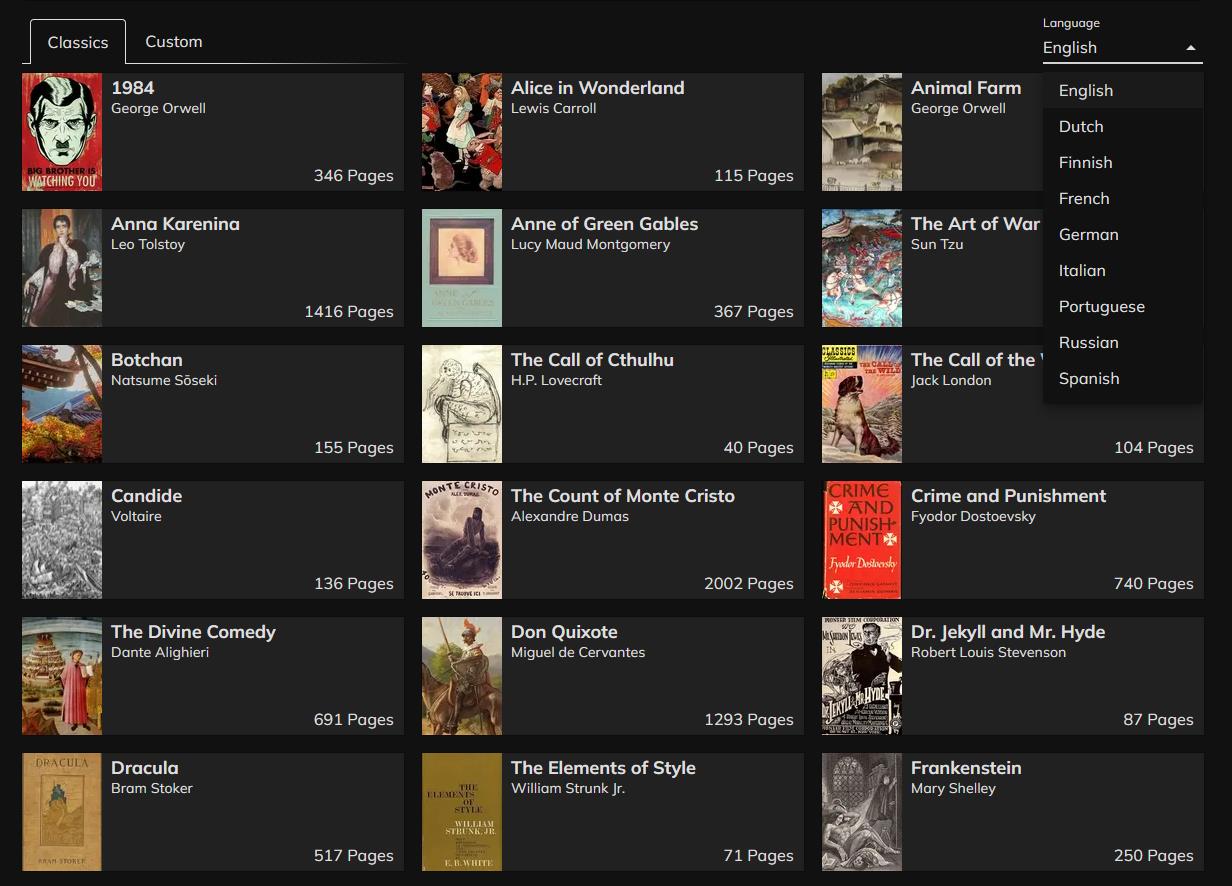 Classics
Custom
Language
English
English
Dutch
Finnish
French
German
Italian
Portuguese
Russian
Spanish
1984
George Orwell
346 Pages
BIG BROTHER IS
WATCHING YOU
Alice in Wonderland
Lewis Carroll
115 Pages
Animal Farm
George Orwell
Anna Karenina
Leo Tolstoy
1416 Pages
Anne of Green Gables
Lucy Maud Montgomery
367 Pages
ANNE of
GREEN GABLES
The Art of War
Sun Tzu
Botchan
Natsume Sōseki
155 Pages
The Call of Cthulhu
H.P. Lovecraft
40 Pages
The Call of the
Jack London
104 Pages
CLASSICS
Illustrated
THE CALL OF
THE WILD
Candide
Voltaire
136 Pages
The Count of Monte Cristo
Alexandre Dumas
2002 Pages
MONTE CRISTO
ALEX. DUMAS
SE TROUVE ICI
Crime and Punishment
Fyodor Dostoevsky
740 Pages
CRIME
AND
PUNISH-
MENT
Fyodor Dostoevsky
The Divine Comedy
Dante Alighieri
691 Pages
Don Quixote
Miguel de Cervantes
1293 Pages
Dr. Jekyll and Mr. Hyde
Robert Louis Stevenson
87 Pages
PIONEER FILM CORPORATION
IN
Dracula
Bram Stoker
517 Pages
DRACULA
BRAM STOKER
The Elements of Style
William Strunk Jr.
71 Pages
THE
ELEMENTS
OF
STYLE
WILLIAM
STRUNK, JR.
E. B. WHITE
Frankenstein
Mary Shelley
250 Pages